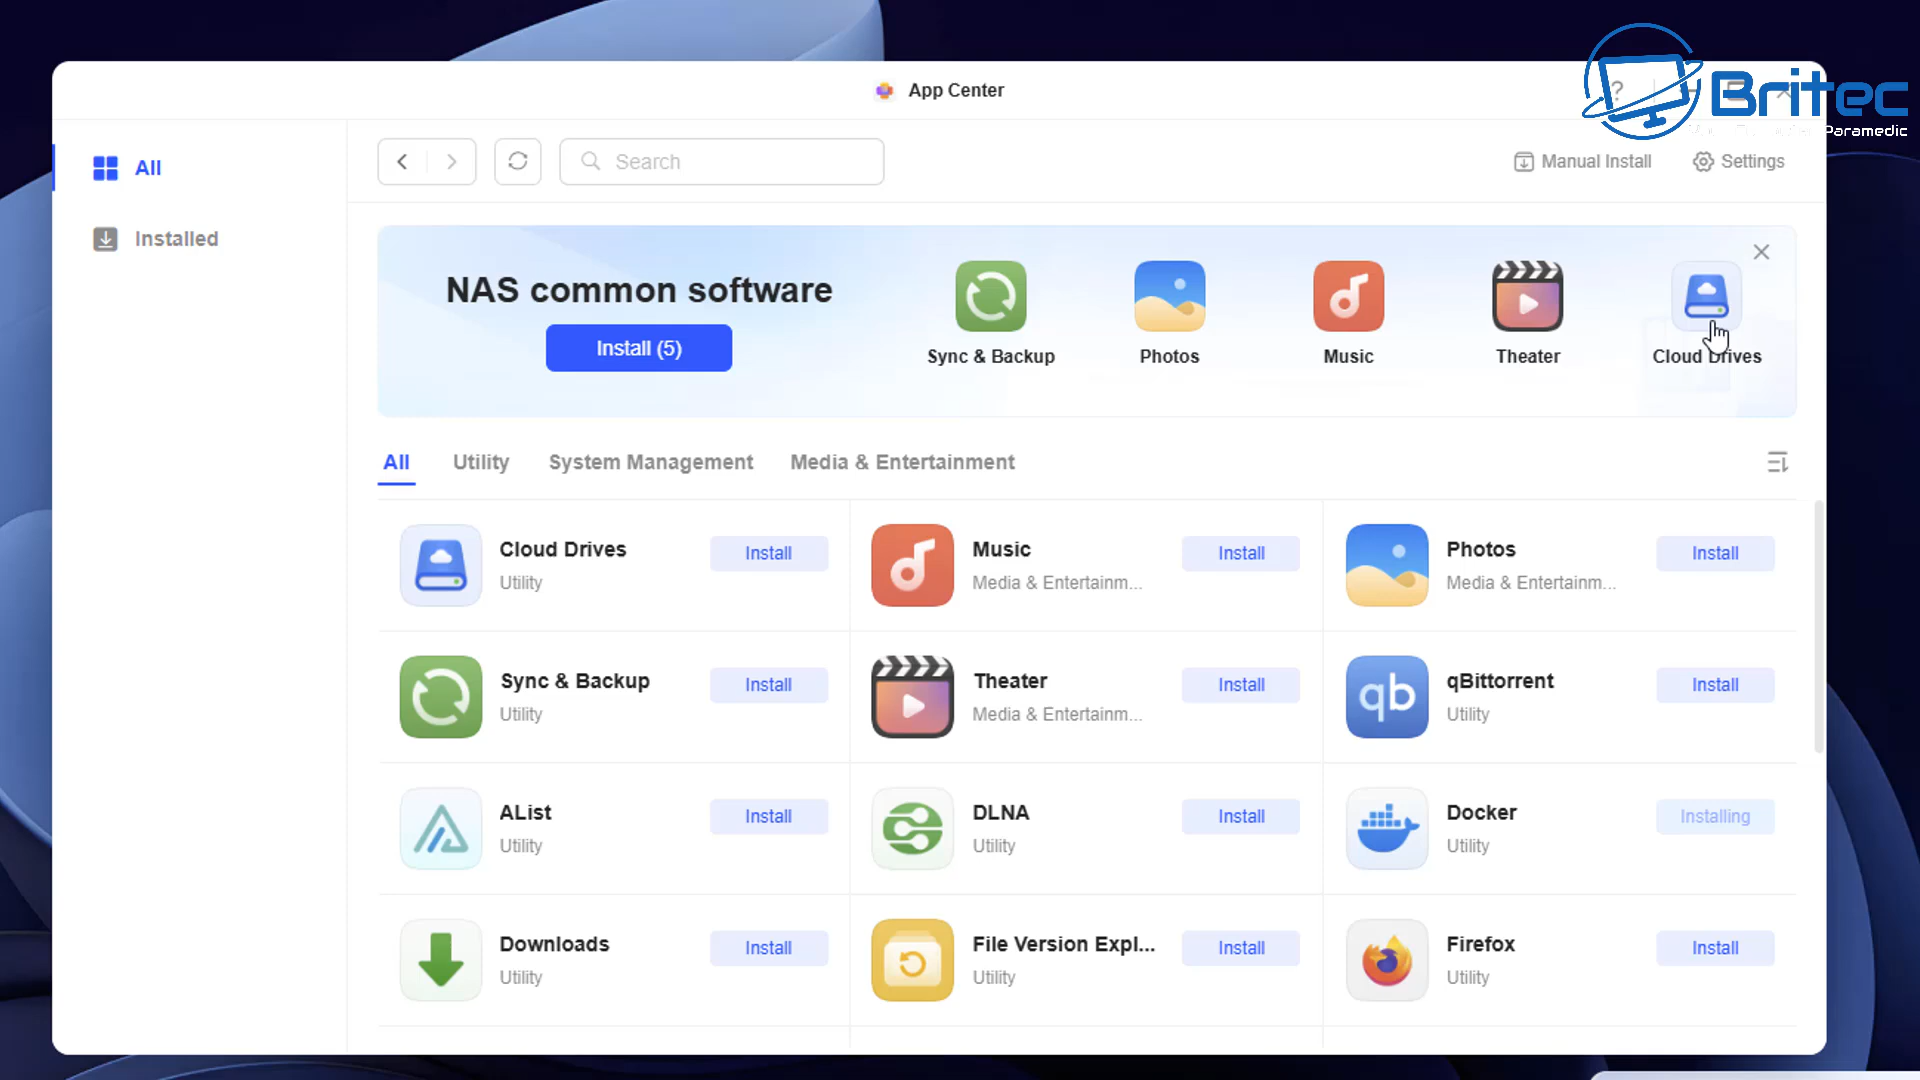 App Center
?
Britec
Paramedic
All
Installed
Search
Manual Install
Settings
NAS common software
Install (5)
Sync & Backup
Photos
Music
Theater
Cloud Drives
All
Utility
System Management
Media & Entertainment
Cloud Drives
Utility
Install
Music
Media & Entertainm...
Install
Photos
Media & Entertainm...
Install
Sync & Backup
Utility
Install
Theater
Media & Entertainm...
Install
qb
qBittorrent
Utility
Install
AList
Utility
Install
DLNA
Utility
Install
Docker
Utility
Installing
Downloads
Utility
Install
File Version Expl...
Utility
Install
Firefox
Utility
Install